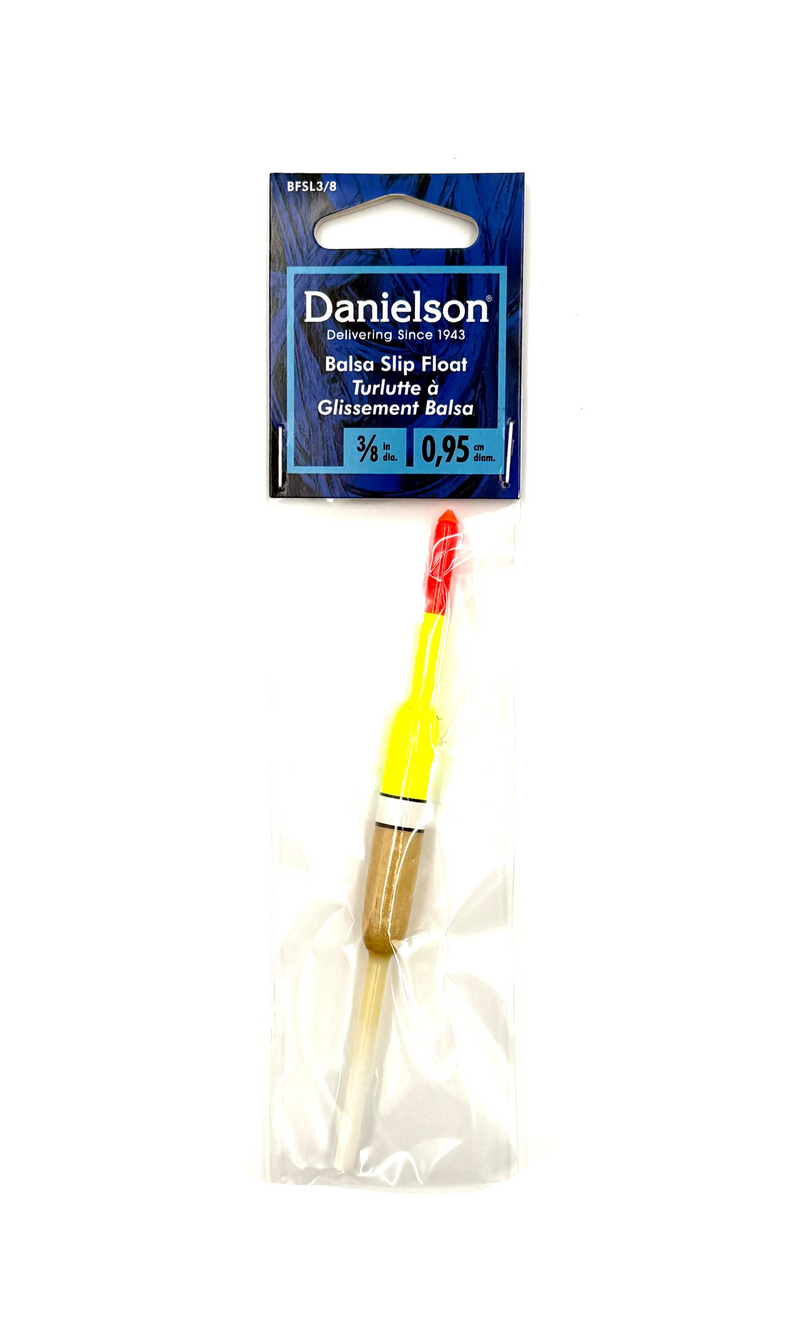 BFSL3/8
Danielson®
Delivering Since 1943
Balsa Slip Float
Turlutte à
Glissement Balsa
3/8 in dia. 0,95 cm diam.